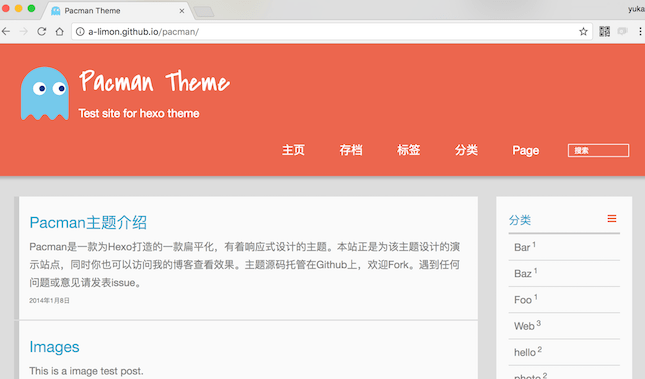 Pacman Theme
yuka
a-limon.github.io/pacman/
Pacman Theme
Test site for hexo theme
主页 存档 标签 分类 Page 搜索
Pacman主题介绍
Pacman是一款为Hexo打造的一款扁平化，有着响应式设计的主题。本站正是为该主题设计的演
示站点，同时你也可以访问我的博客查看效果。主题源码托管在Github上，欢迎Fork。遇到任何
问题或意见请发表issue。
2014年1月8日
Images
This is a image test post.
分类
Bar 1
Baz 1
Foo 1
Web 3
hello 2
photo 2